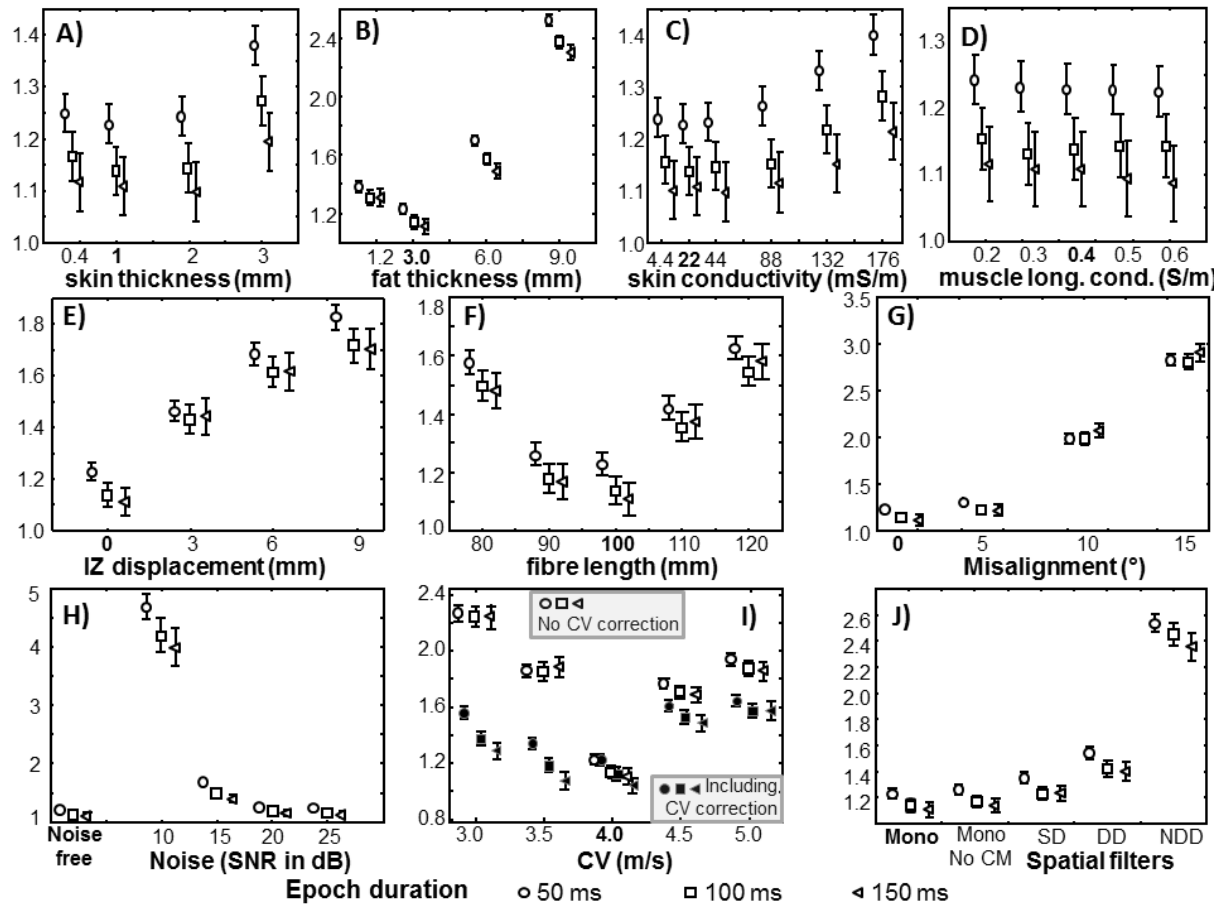 A) B) C) D)
1.4 1.3 1.2 1.1 1.0
2.4 2.0 1.6 1.2
1.4 1.3 1.2 1.1 1.0
1.3 1.2 1.1 1.0
0.4 1 2 3
1.2 3.0 6.0 9.0
4.4 22 44 88 132 176
0.2 0.3 0.4 0.5 0.6
skin thickness (mm) fat thickness (mm) skin conductivity (mS/m) muscle long. cond. (S/m)
E) F) G)
1.8 1.6 1.4 1.2 1.0
1.8 1.6 1.4 1.2 1.0
3.5 3.0 2.5 2.0 1.5 1.0
0 3 6 9
80 90 100 110 120
0 5 10 15
IZ displacement (mm) fibre length (mm) Misalignment (°)
H) I) J)
5 4 3 2 1
2.4 2.0 1.6 1.2 0.8
2.6 2.4 2.2 2.0 1.8 1.6 1.4 1.2
No CV correction
Including,
CV correction
Noise
free
10 15 20 25
3.0 3.5 4.0 4.5 5.0
Mono Mono
No CM
SD DD NDD
Noise (SNR in dB) CV (m/s) Spatial filters
Epoch duration 50 ms 100 ms 150 ms